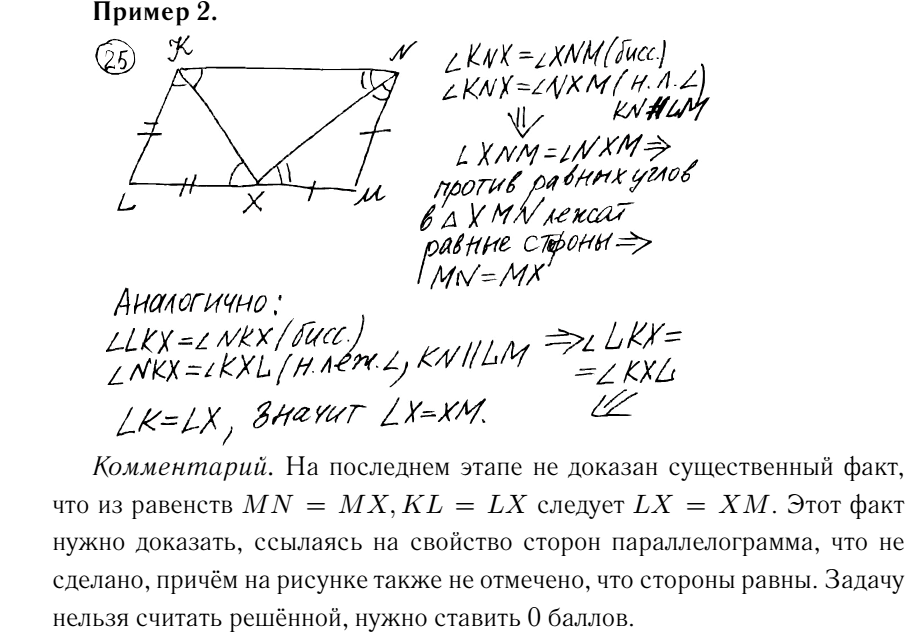 Пример 2.
25
K
N
L
X
M
∠KNX=∠XNM(бисс.)
∠KNX=∠NXM(н.л.∠)
KN∥LM
⇓
∠XNM=∠NXM⇒
против равных углов
в △XMN лежат
равные стороны⇒
MN=MX
Аналогично:
∠LKX=∠NKX(бисс.)
∠NKX=∠KXL(н.леж.∠, KN||LM
⇒∠LKX=
=∠KXL
⇓
LK=LX, значит LX=XM.
Комментарий. На последнем этапе не доказан существенный факт,
что из равенств MN = MX, KL = LX следует LX = XM. Этот факт
нужно доказать, ссылаясь на свойство сторон параллелограмма, что не
сделано, причём на рисунке также не отмечено, что стороны равны. Задачу
нельзя считать решённой, нужно ставить 0 баллов.